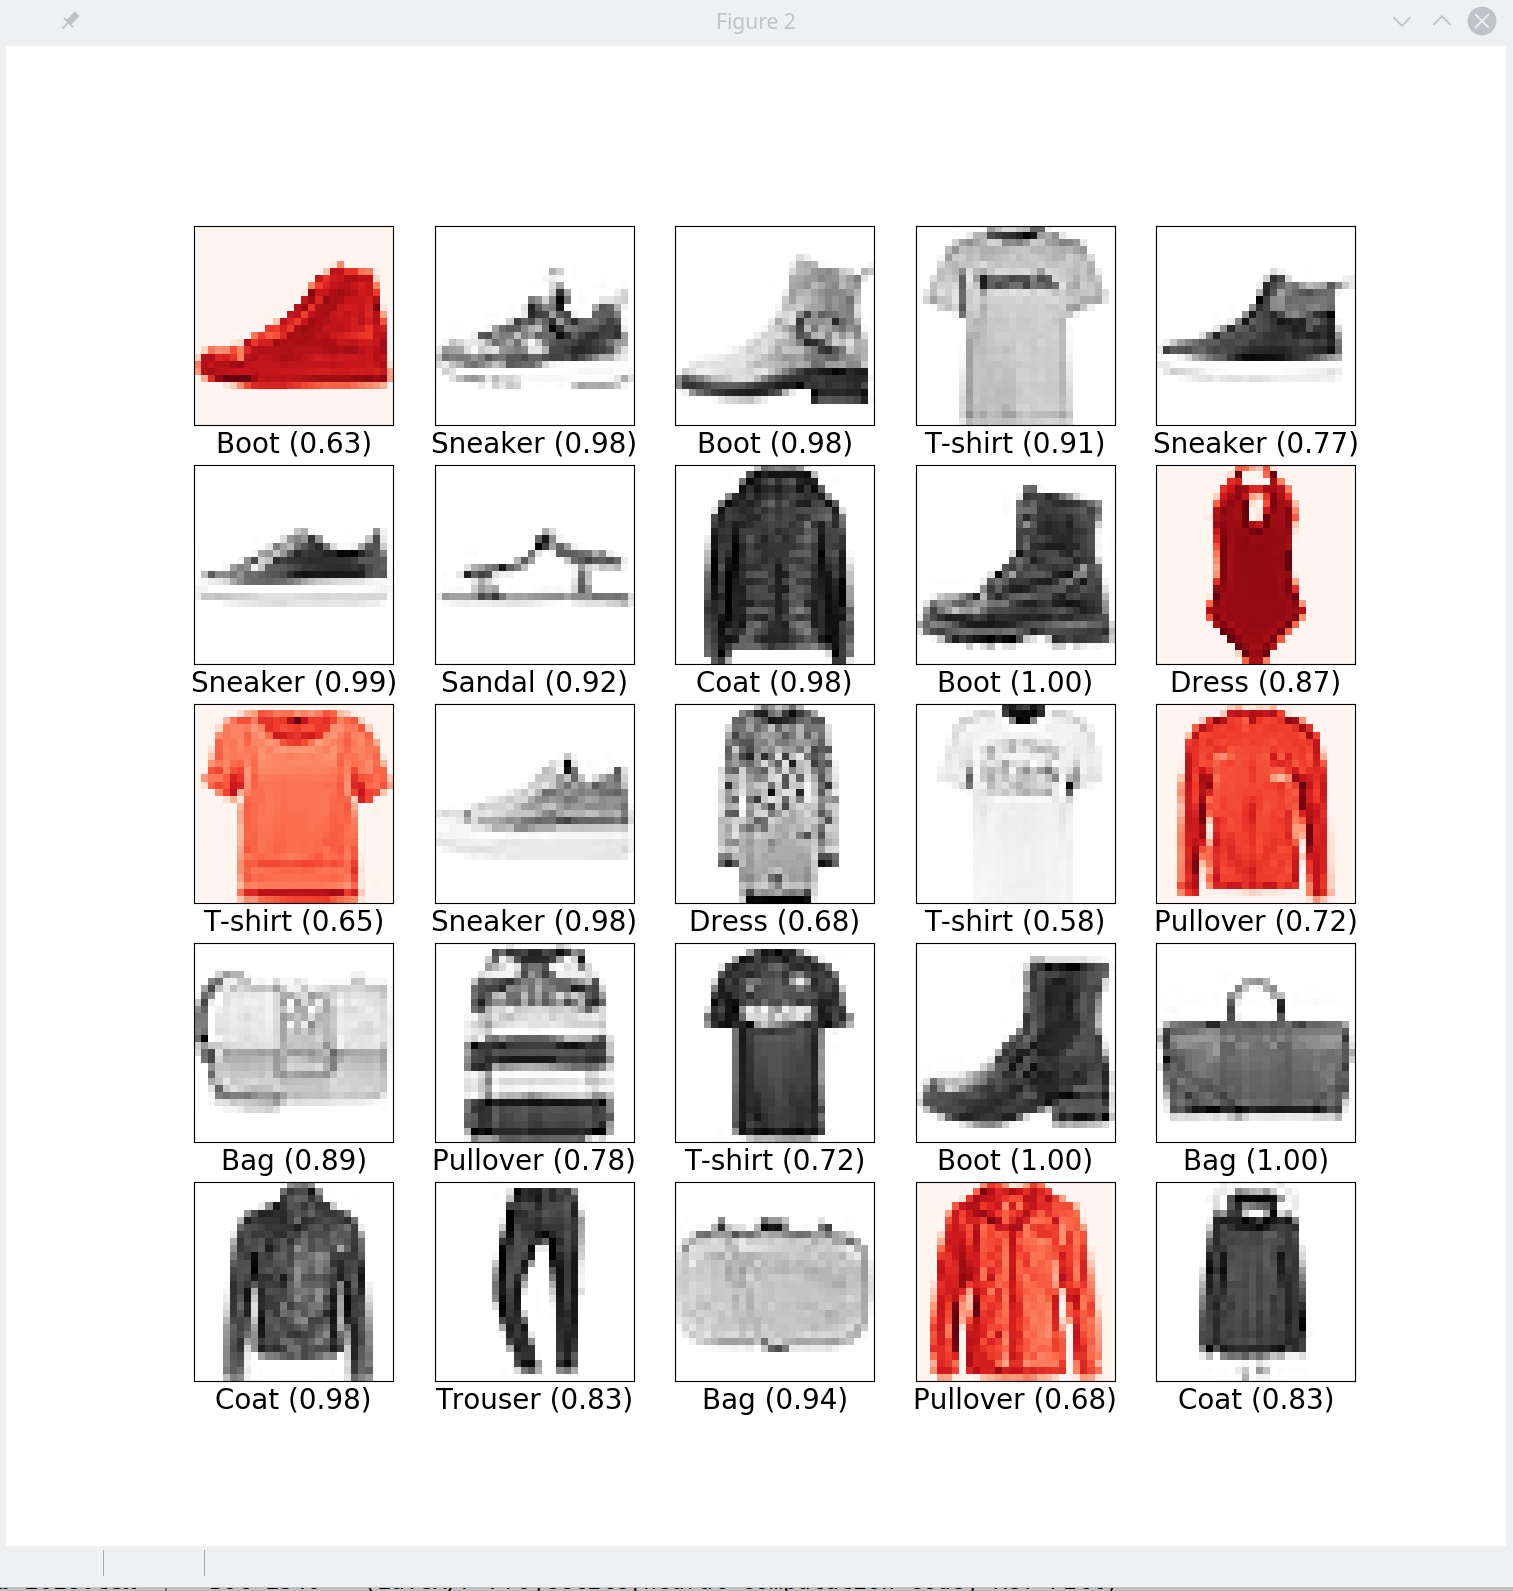 Figure 2
Boot (0.63) Sneaker (0.98) Boot (0.98) T-shirt (0.91) Sneaker (0.77)
Sneaker (0.99) Sandal (0.92) Coat (0.98) Boot (1.00) Dress (0.87)
T-shirt (0.65) Sneaker (0.98) Dress (0.68) T-shirt (0.58) Pullover (0.72)
Bag (0.89) Pullover (0.78) T-shirt (0.72) Boot (1.00) Bag (1.00)
Coat (0.98) Trouser (0.83) Bag (0.94) Pullover (0.68) Coat (0.83)